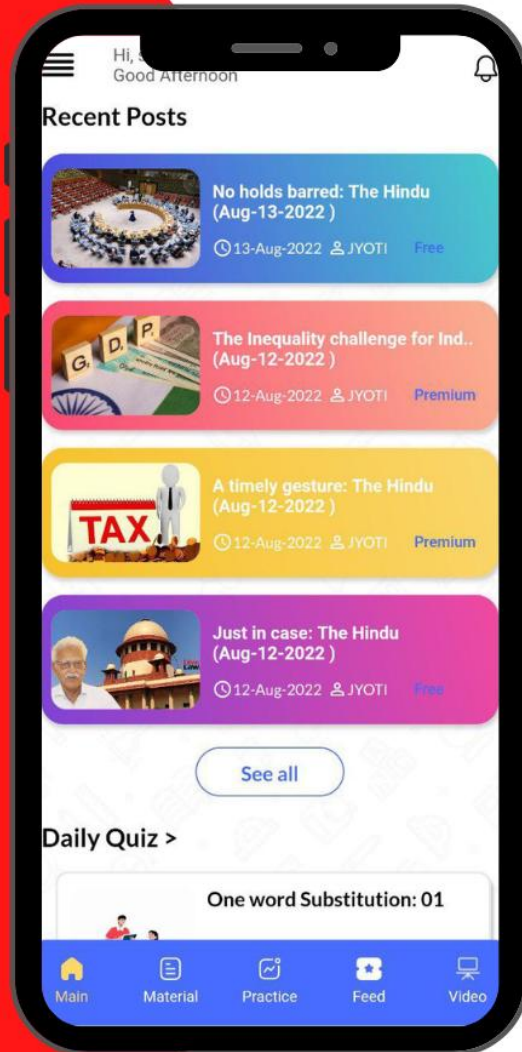 Hi,
Good Afternoon
Recent Posts
No holds barred: The Hindu
(Aug-13-2022 )
13-Aug-2022 JYOTI Free
G D P
The Inequality challenge for Ind..
(Aug-12-2022 )
12-Aug-2022 JYOTI Premium
TAX
A timely gesture: The Hindu
(Aug-12-2022 )
12-Aug-2022 JYOTI Premium
Just in case: The Hindu
(Aug-12-2022 )
12-Aug-2022 JYOTI Free
See all
Daily Quiz >
One word Substitution: 01
Main Material Practice Feed Video